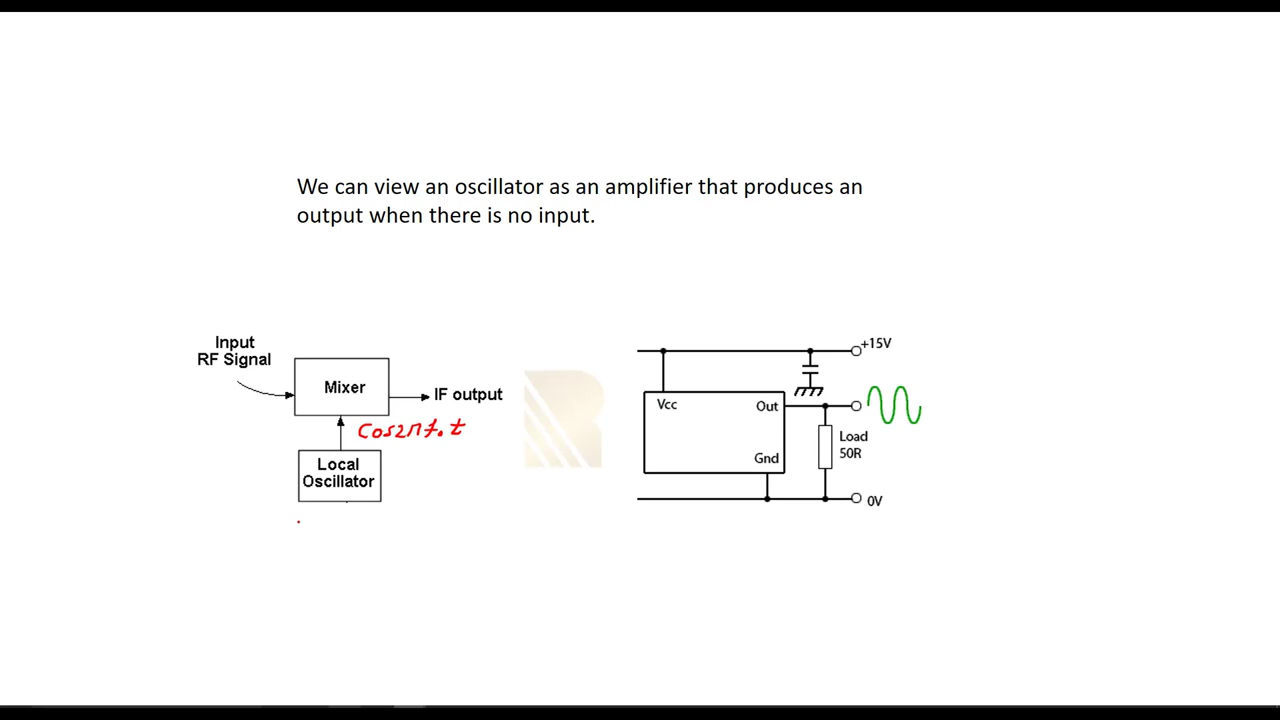 We can view an oscillator as an amplifier that produces an
output when there is no input.
Input
RF Signal
Mixer
IF output
cos2πf₀t
Local
Oscillator
+15V
Vcc
Out
Load
50R
Gnd
0V